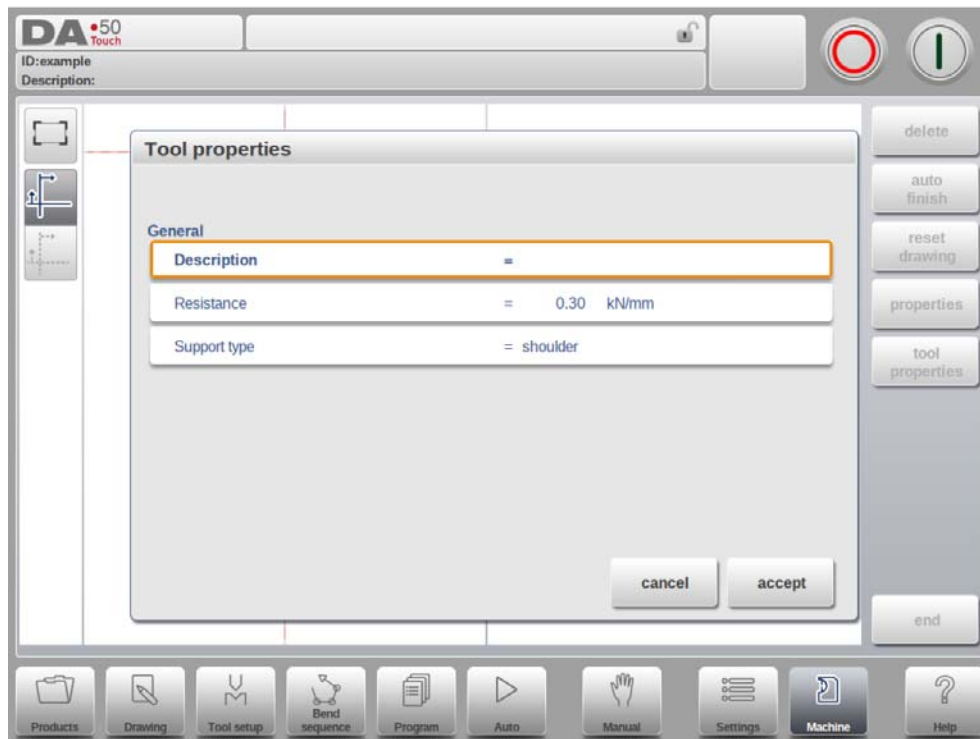 DA•50
Touch
ID:example
Description:
Tool properties
General
Description =
Resistance = 0.30 kN/mm
Support type = shoulder
cancel accept
delete
auto
finish
reset
drawing
properties
tool
properties
end
Products
Drawing
Tool setup
Bend
sequence
Program
Auto
Manual
Settings
Machine
Help